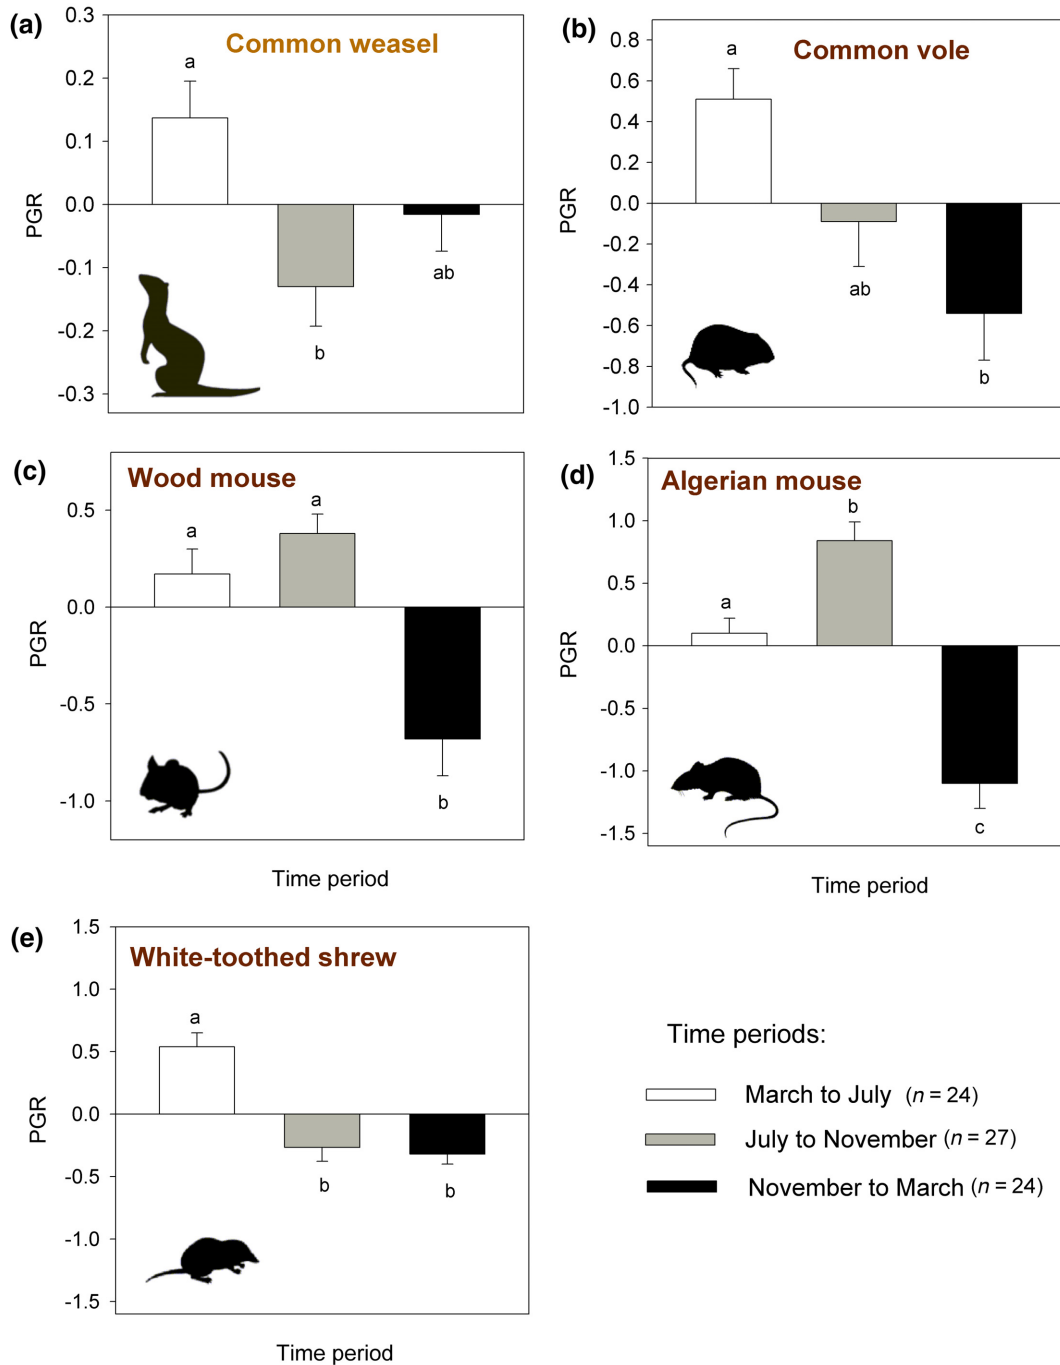 (a)
Common weasel
0.3
0.2
0.1
0.0
-0.1
-0.2
-0.3
PGR
a
b
ab
(b)
Common vole
0.8
0.6
0.4
0.2
0.0
-0.2
-0.4
-0.6
-0.8
-1.0
PGR
a
ab
b
(c)
Wood mouse
0.5
0.0
-0.5
-1.0
PGR
a
a
b
Time period
(d)
Algerian mouse
1.5
1.0
0.5
0.0
-0.5
-1.0
-1.5
PGR
a
b
c
Time period
(e)
White-toothed shrew
1.5
1.0
0.5
0.0
-0.5
-1.0
-1.5
PGR
a
b
b
Time period
Time periods:
March to July (n = 24)
July to November (n = 27)
November to March (n = 24)